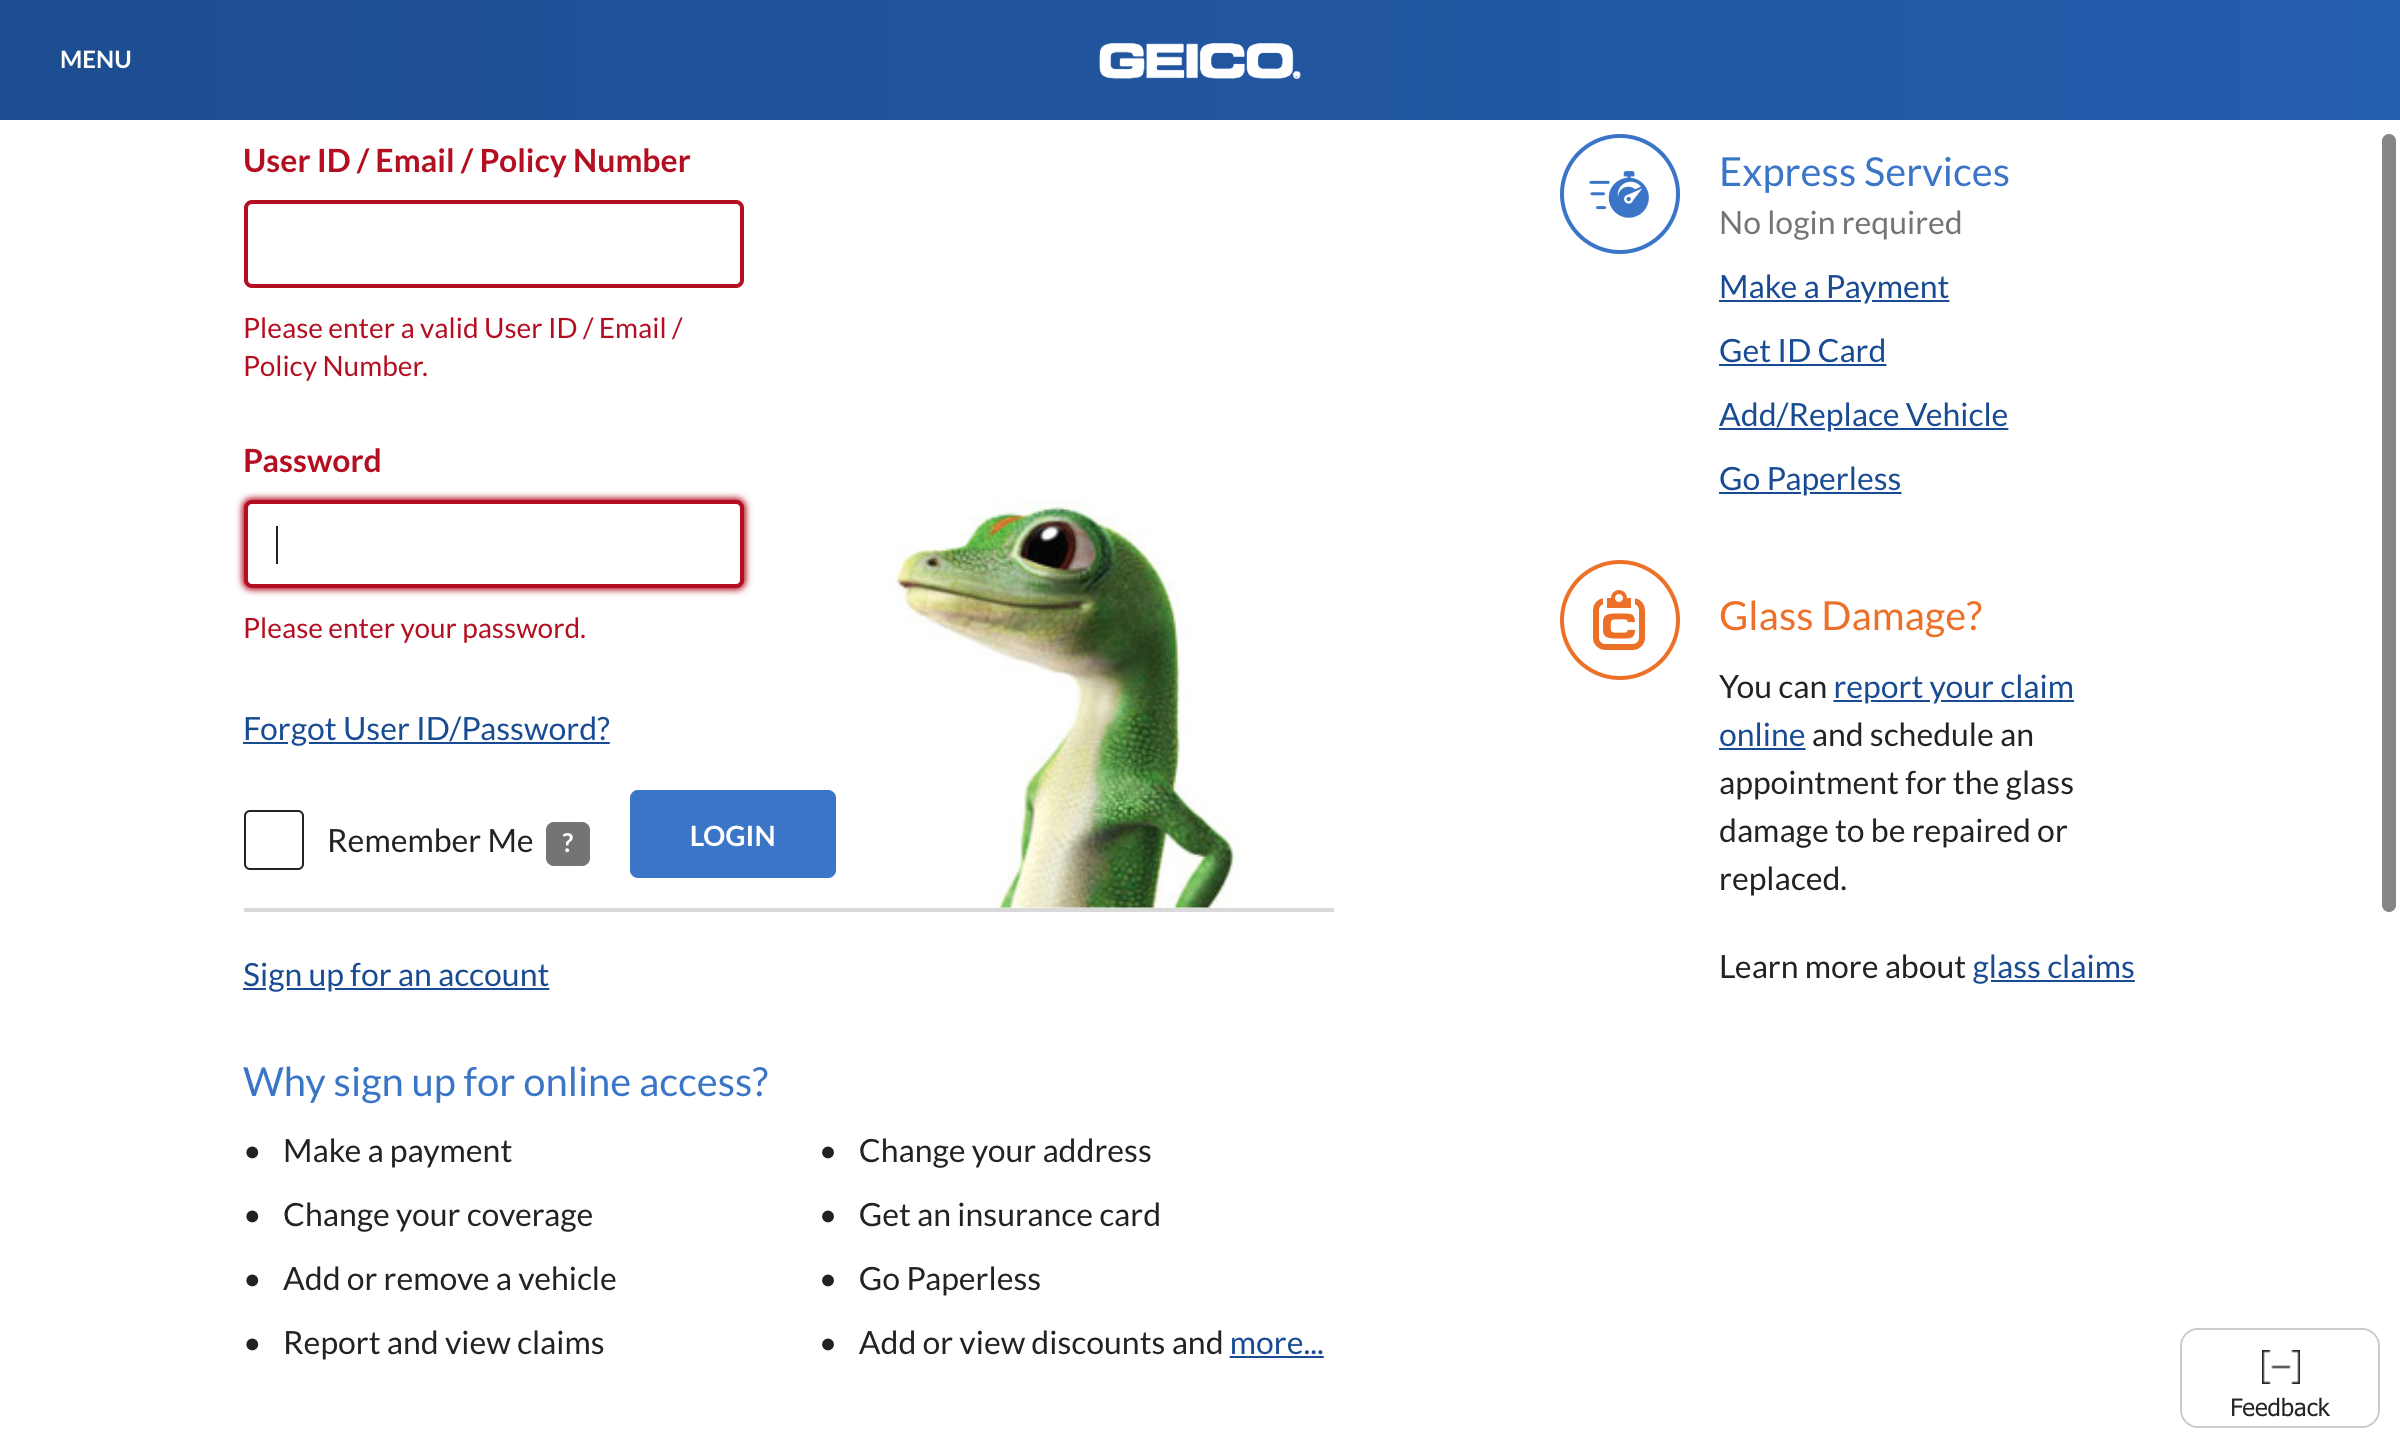 MENU
GEICO.
User ID / Email / Policy Number
Please enter a valid User ID / Email /
Policy Number.
Password
Please enter your password.
Forgot User ID/Password?
Remember Me ?
LOGIN
Sign up for an account
Why sign up for online access?
• Make a payment
• Change your coverage
• Add or remove a vehicle
• Report and view claims
• Change your address
• Get an insurance card
• Go Paperless
• Add or view discounts and more...
Express Services
No login required
Make a Payment
Get ID Card
Add/Replace Vehicle
Go Paperless
Glass Damage?
You can report your claim
online and schedule an
appointment for the glass
damage to be repaired or
replaced.
Learn more about glass claims
[–]
Feedback